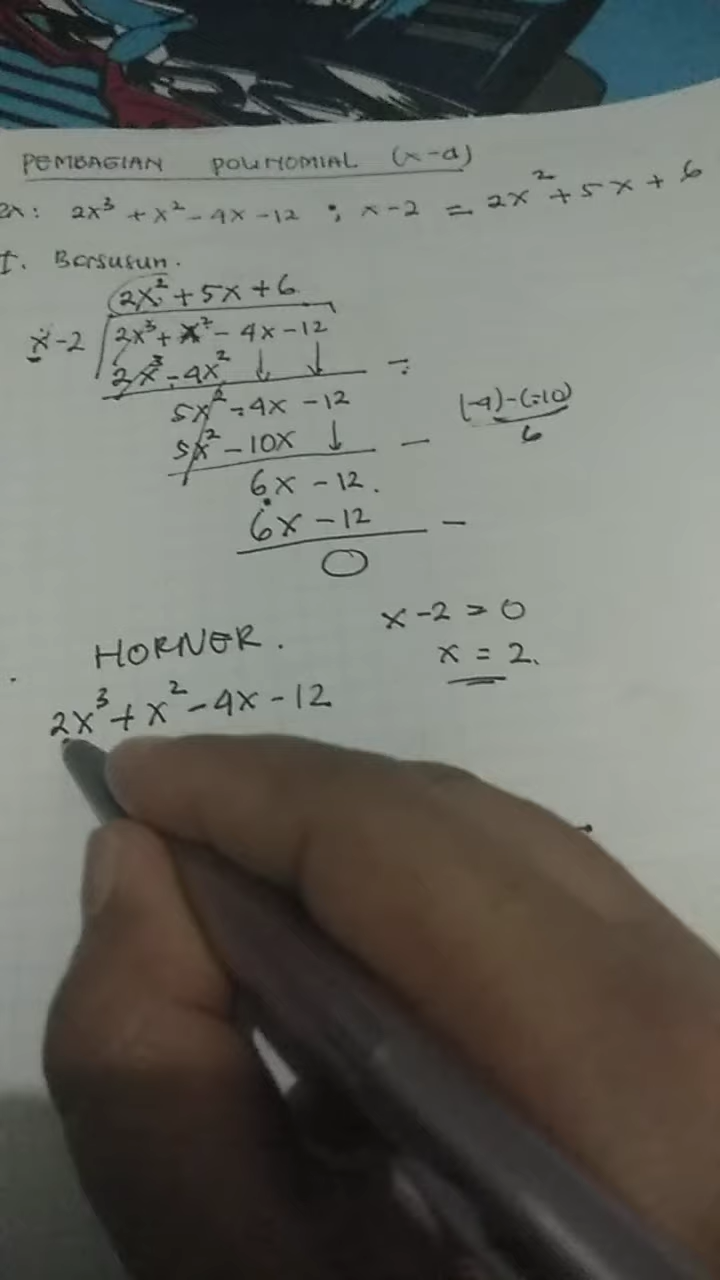 PEMBAGIAN POLINOMIAL (x-a)
Ex: 2x³ + x² - 4x - 12 ; x - 2 = 2x² + 5x + 6
I. Bersusun.
2x² + 5x + 6
x-2 2x³ + x² - 4x - 12
2x³ - 4x²
5x² - 4x - 12
(-4)-(-10)
5x² - 10x -
6
6x - 12.
6x - 12 -
0
HORNER.
x - 2 = 0
x = 2.
2x³ + x² - 4x - 12